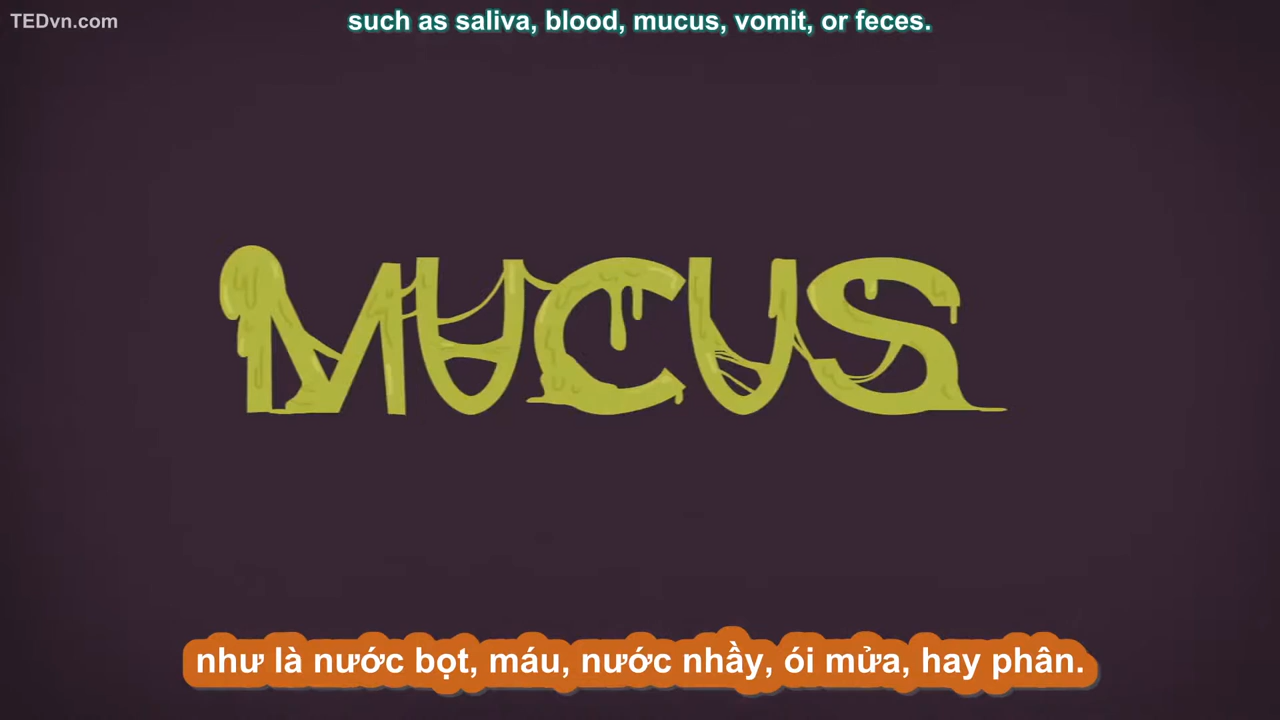 TEDvn.com
such as saliva, blood, mucus, vomit, or feces.
MUCUS
như là nước bọt, máu, nước nhầy, ói mửa, hay phân.